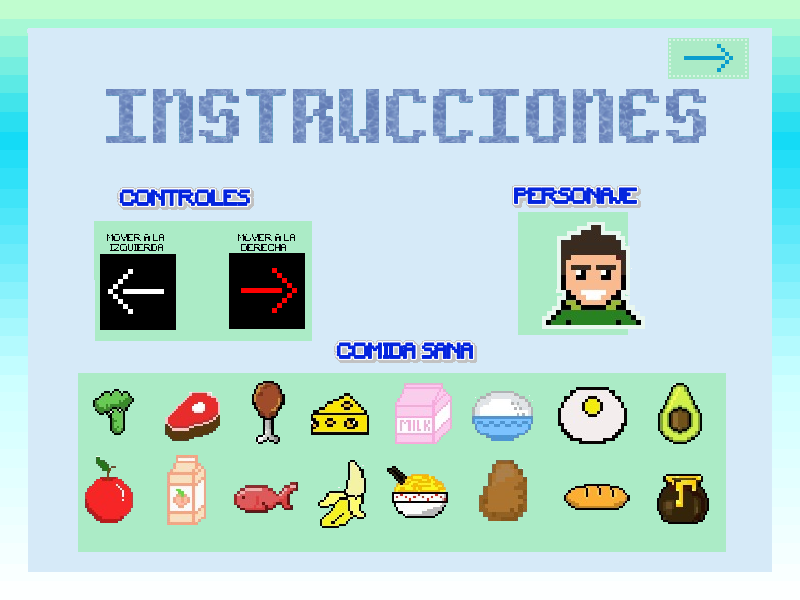 INSTRUCCIONES
CONTROLES
PERSONAJE
MOVER A LA
IZQUIERDA
MOVER A LA
DERECHA
COMIDA SANA
MILK